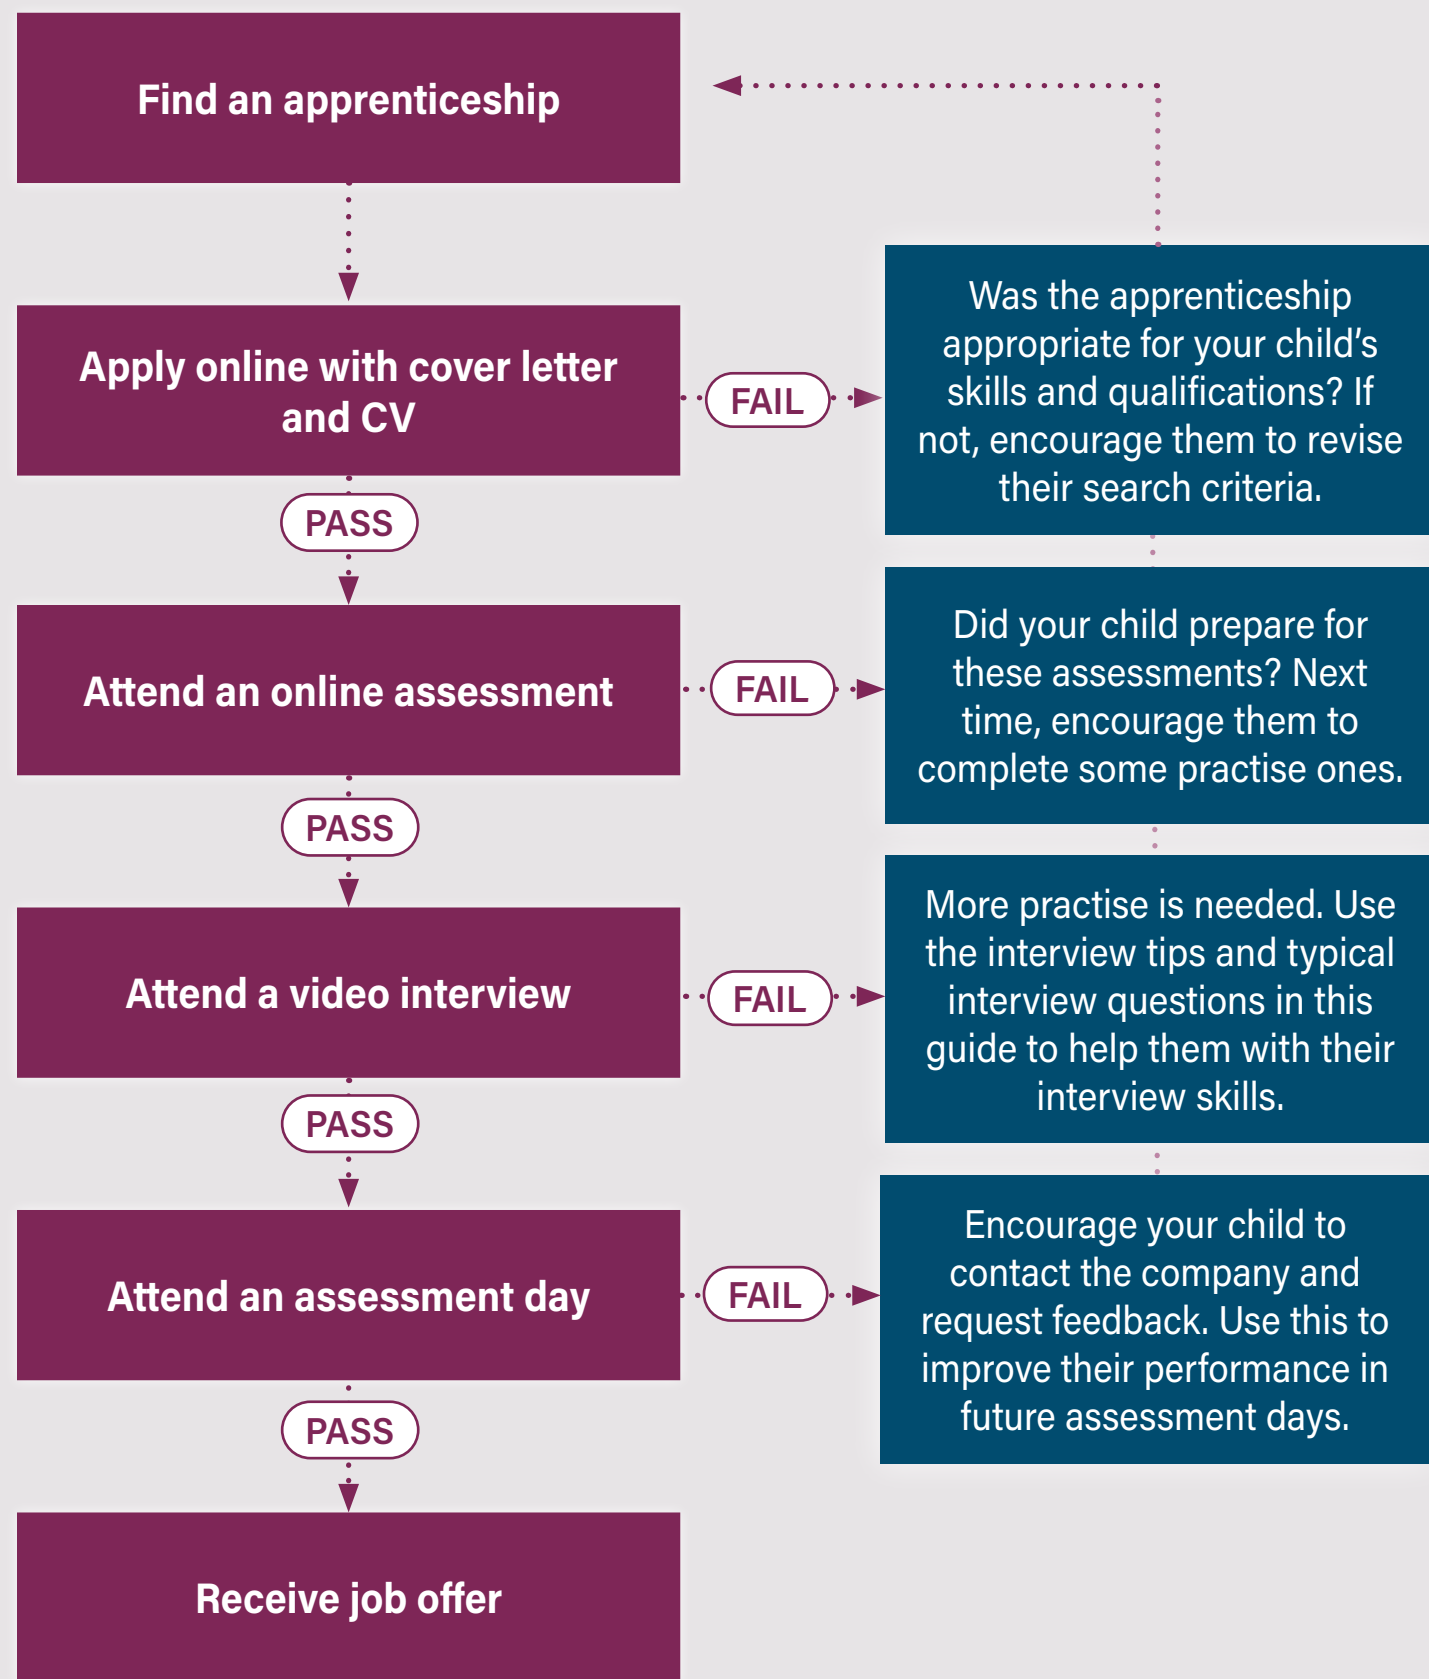 Find an apprenticeship
Apply online with cover letter
and CV
FAIL
Was the apprenticeship
appropriate for your child's
skills and qualifications? If
not, encourage them to revise
their search criteria.
PASS
Attend an online assessment
FAIL
Did your child prepare for
these assessments? Next
time, encourage them to
complete some practise ones.
PASS
Attend a video interview
FAIL
More practise is needed. Use
the interview tips and typical
interview questions in this
guide to help them with their
interview skills.
PASS
Attend an assessment day
FAIL
Encourage your child to
contact the company and
request feedback. Use this to
improve their performance in
future assessment days.
PASS
Receive job offer